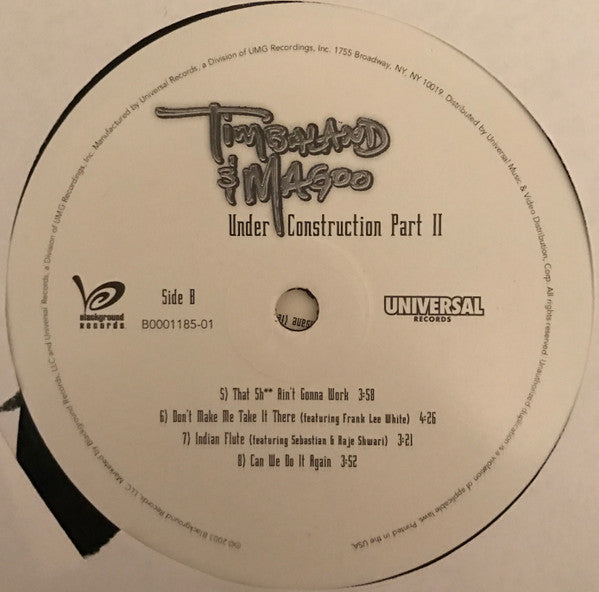 Manufactured by Universal Records, a Division of UMG Recordings, Inc. 1755 Broadway, NY, NY 10019. Distributed by Universal Music & Video Distribution, Corp. All rights reserved. Unauthorized duplication is a violation of applicable laws. Printed in the USA.
TIMBALAND
& MAGOO
Under Construction Part II
Blackground
Records
Side B
B0001185-01
UNIVERSAL
RECORDS
5) That Sh** Ain't Gonna Work 3:58
6) Don't Make Me Take It There (featuring Frank Lee White) 4:26
7) Indian Flute (featuring Sebastian & Raje Shwari) 3:21
8) Can We Do It Again 3:52
℗© 2003 Blackground Records, LLC and Universal Records, a Division of UMG Recordings, Inc.